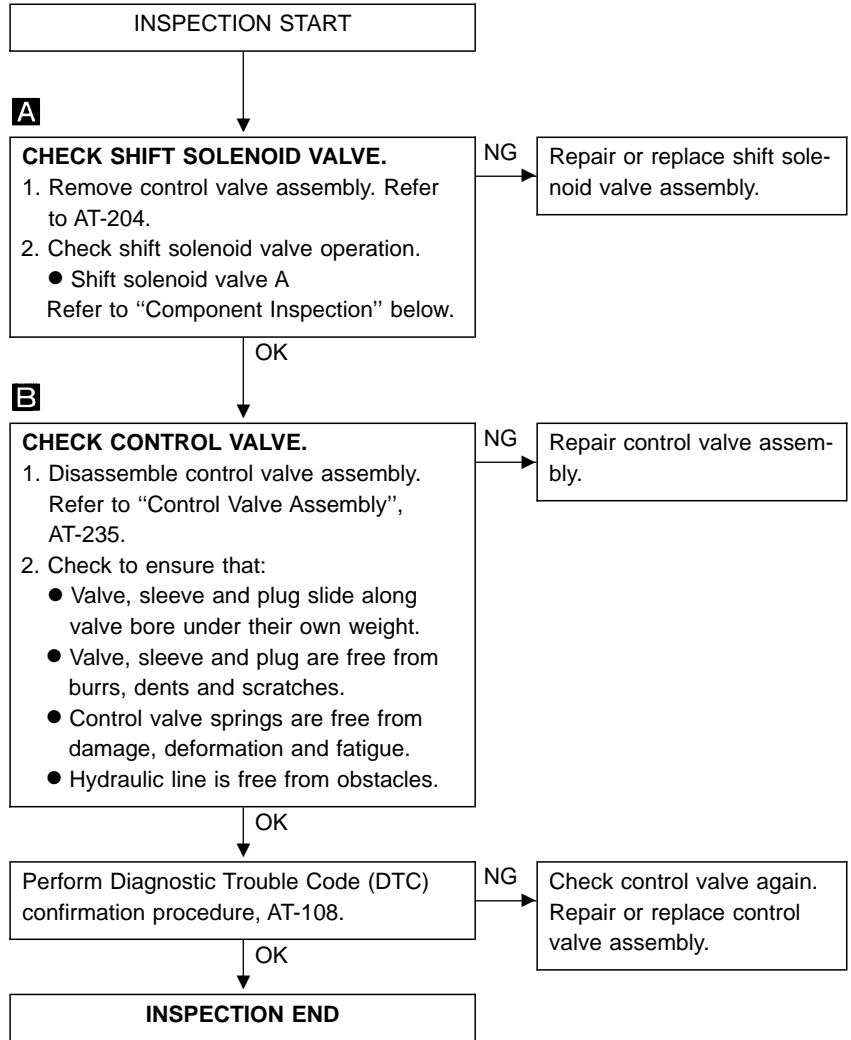 INSPECTION START
A
CHECK SHIFT SOLENOID VALVE.
1. Remove control valve assembly. Refer
to AT-204.
2. Check shift solenoid valve operation.
● Shift solenoid valve A
Refer to ‘‘Component Inspection’’ below.
NG
Repair or replace shift sole-
noid valve assembly.
OK
B
CHECK CONTROL VALVE.
1. Disassemble control valve assembly.
Refer to ‘‘Control Valve Assembly’’,
AT-235.
2. Check to ensure that:
● Valve, sleeve and plug slide along
valve bore under their own weight.
● Valve, sleeve and plug are free from
burrs, dents and scratches.
● Control valve springs are free from
damage, deformation and fatigue.
● Hydraulic line is free from obstacles.
NG
Repair control valve assem-
bly.
OK
Perform Diagnostic Trouble Code (DTC)
confirmation procedure, AT-108.
NG
Check control valve again.
Repair or replace control
valve assembly.
OK
INSPECTION END